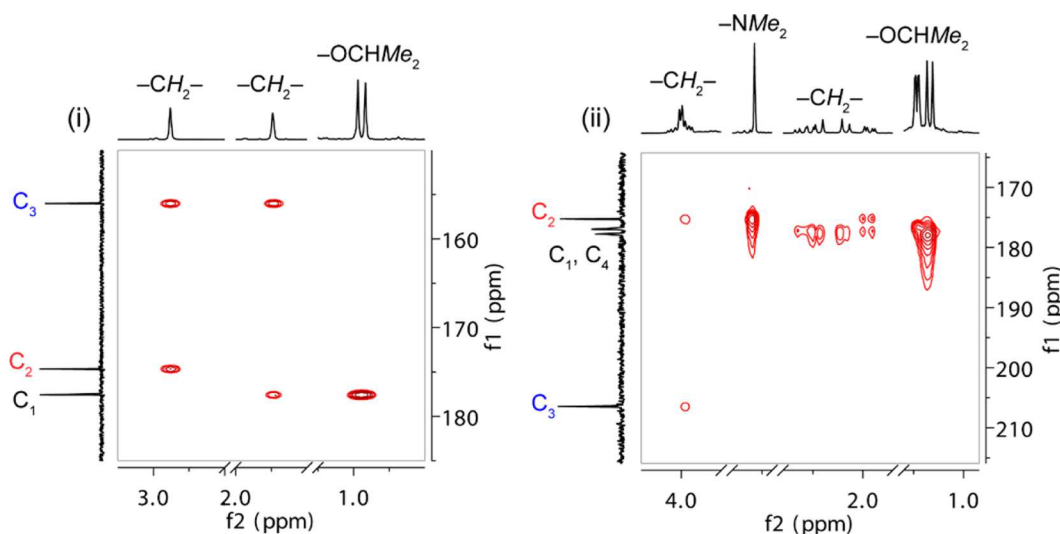 (i)
–CH₂–
–CH₂–
–OCHMe₂
C₃
C₂
C₁
160
170
180
f1 (ppm)
3.0
2.0
1.0
f2 (ppm)
(ii)
–CH₂–
–NMe₂
–CH₂–
–OCHMe₂
C₂
C₁, C₄
C₃
170
180
190
200
210
f1 (ppm)
4.0
2.0
1.0
f2 (ppm)